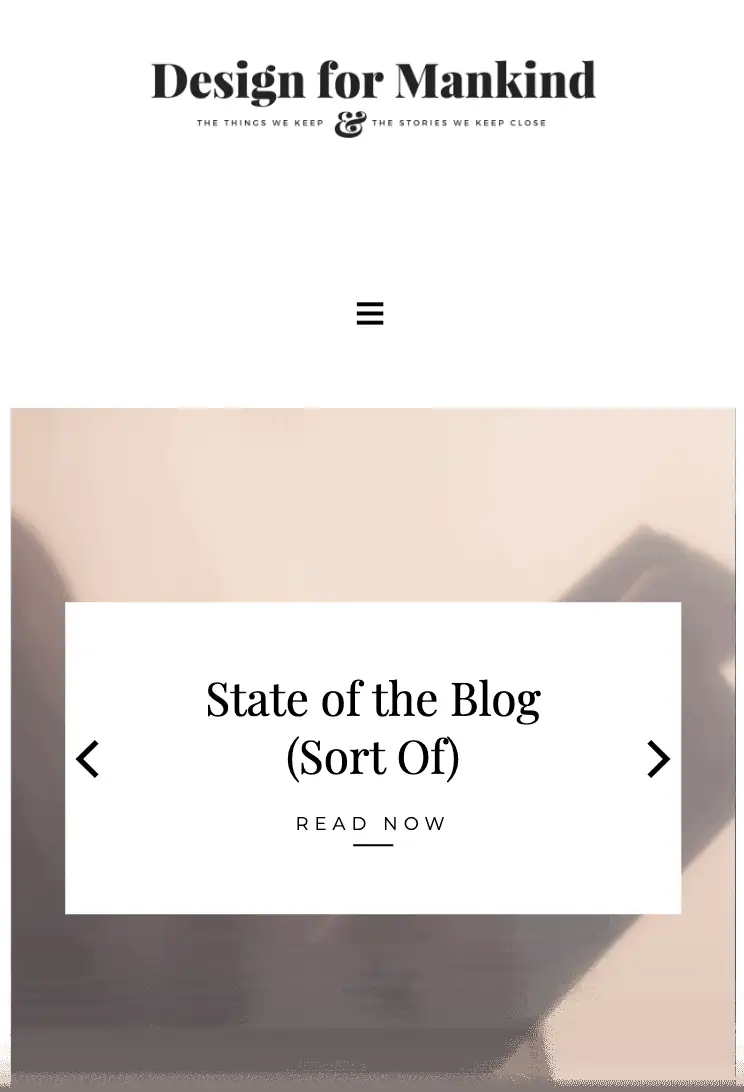 Design for Mankind
THE THINGS WE KEEP & THE STORIES WE KEEP CLOSE
State of the Blog
(Sort Of)
READ NOW